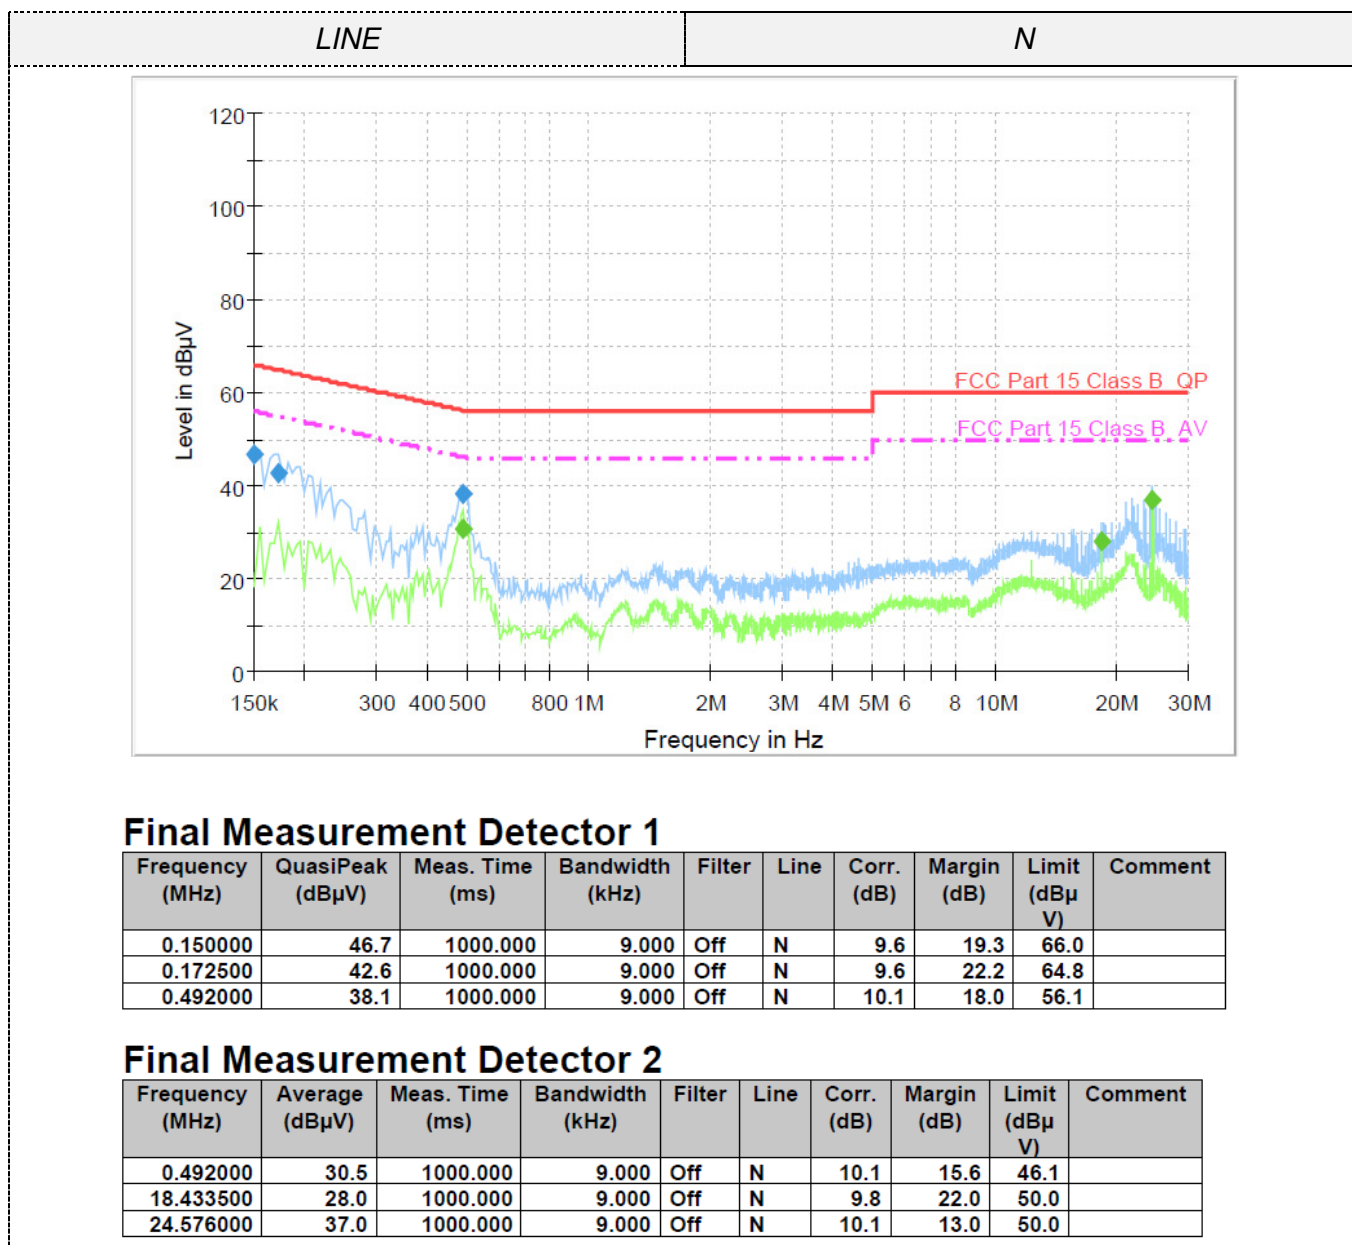 LINE N
120
100
80
60
40
20
0
Level in dBµV
FCC Part 15 Class B QP
FCC Part 15 Class B AV
150k 300 400 500 800 1M 2M 3M 4M 5M 6 8 10M 20M 30M
Frequency in Hz
Final Measurement Detector 1
Frequency (MHz) QuasiPeak (dBµV) Meas. Time (ms) Bandwidth (kHz) Filter Line Corr. (dB) Margin (dB) Limit (dBµ V) Comment
0.150000 46.7 1000.000 9.000 Off N 9.6 19.3 66.0
0.172500 42.6 1000.000 9.000 Off N 9.6 22.2 64.8
0.492000 38.1 1000.000 9.000 Off N 10.1 18.0 56.1
Final Measurement Detector 2
Frequency (MHz) Average (dBµV) Meas. Time (ms) Bandwidth (kHz) Filter Line Corr. (dB) Margin (dB) Limit (dBµ V) Comment
0.492000 30.5 1000.000 9.000 Off N 10.1 15.6 46.1
18.433500 28.0 1000.000 9.000 Off N 9.8 22.0 50.0
24.576000 37.0 1000.000 9.000 Off N 10.1 13.0 50.0